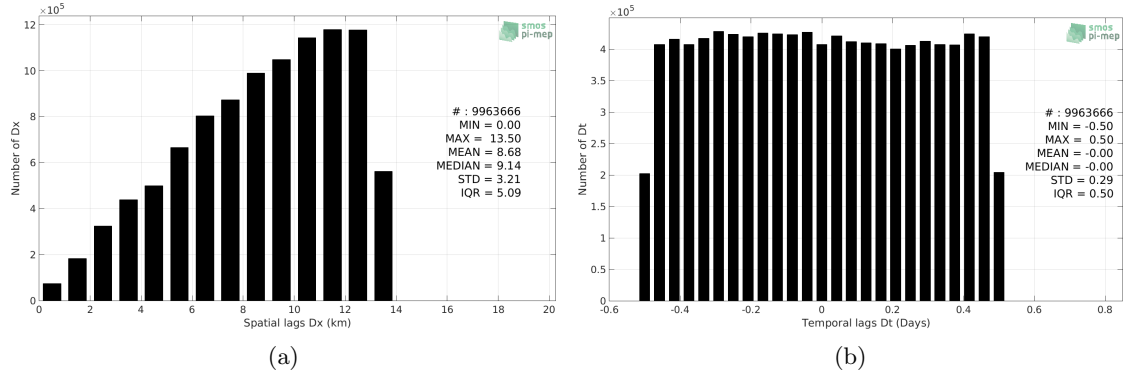 ×10⁵
12
10
8
6
4
2
0
Number of Dx
0 2 4 6 8 10 12 14 16 18 20
Spatial lags Dx (km)
smos
pi-mep
# : 9963666
MIN = 0.00
MAX = 13.50
MEAN = 8.68
MEDIAN = 9.14
STD = 3.21
IQR = 5.09
(a)
×10⁵
4
3.5
3
2.5
2
1.5
1
0.5
0
Number of Dt
-0.6 -0.4 -0.2 0 0.2 0.4 0.6 0.8
Temporal lags Dt (Days)
smos
pi-mep
# : 9963666
MIN = -0.50
MAX = 0.50
MEAN = -0.00
MEDIAN = -0.00
STD = 0.29
IQR = 0.50
(b)